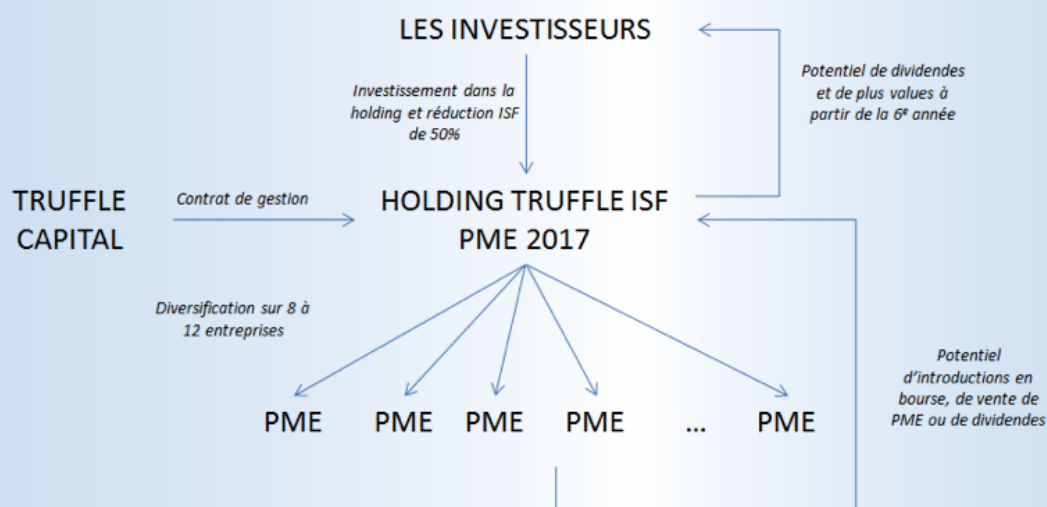 LES INVESTISSEURS
Investissement dans la
holding et réduction ISF
de 50%
Potentiel de dividendes
et de plus values à
partir de la 6e année
TRUFFLE
CAPITAL
Contrat de gestion
HOLDING TRUFFLE ISF
PME 2017
Diversification sur 8 à
12 entreprises
Potentiel
d'introductions en
bourse, de vente de
PME ou de dividendes
PME PME PME PME ... PME